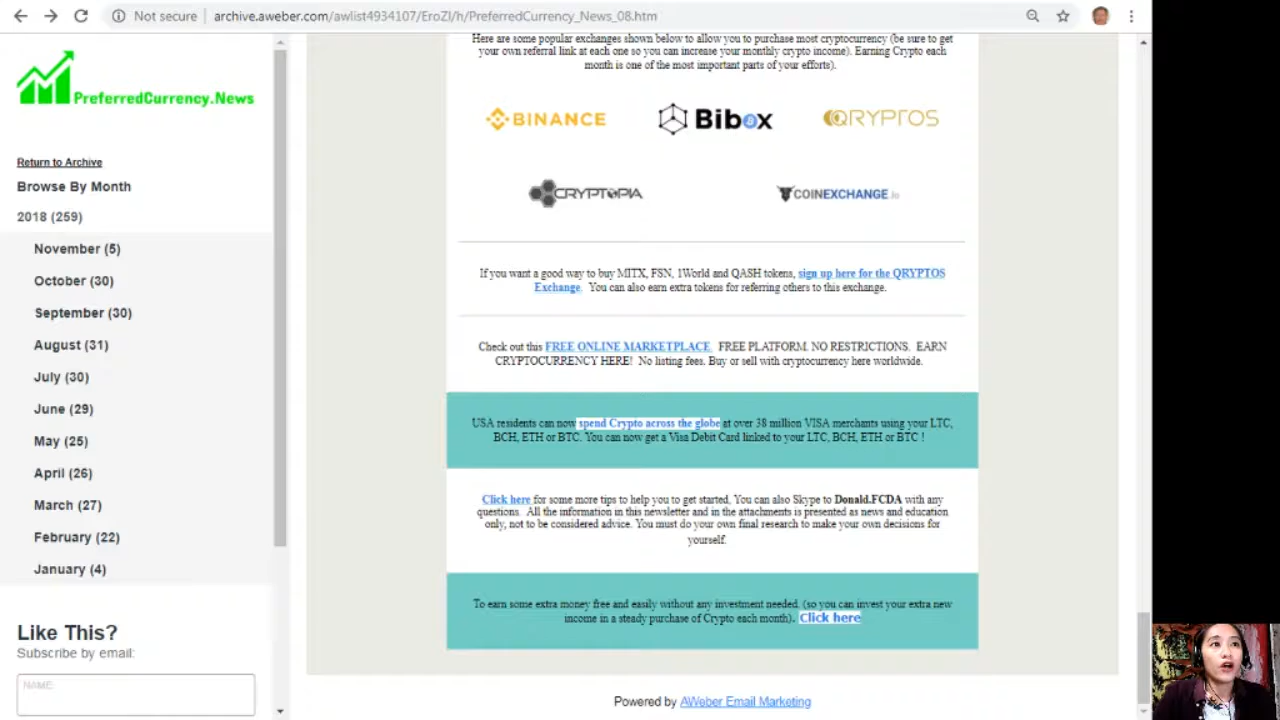 Not secure
archive.aweber.com/awlist4934107/EroZI/h/PreferredCurrency_News_08.htm
PreferredCurrency.News
Return to Archive
Browse By Month
2018 (259)
November (5)
October (30)
September (30)
August (31)
July (30)
June (29)
May (25)
April (26)
March (27)
February (22)
January (4)
Like This?
Subscribe by email:
NAME
Here are some popular exchanges shown below to allow you to purchase most cryptocurrency (be sure to get
your own referral link at each one so you can increase your monthly crypto income). Earning Crypto each
month is one of the most important parts of your efforts).
BINANCE
Bibox
QRYPTOS
CRYPTOPIA
COINEXCHANGE.io
If you want a good way to buy MITX, FSN, 1World and QASH tokens, sign up here for the QRYPTOS
Exchange. You can also earn extra tokens for referring others to this exchange.
Check out this FREE ONLINE MARKETPLACE. FREE PLATFORM. NO RESTRICTIONS. EARN
CRYPTOCURRENCY HERE! No listing fees. Buy or sell with cryptocurrency here worldwide.
USA residents can now spend Crypto across the globe at over 38 million VISA merchants using your LTC,
BCH, ETH or BTC. You can now get a Visa Debit Card linked to your LTC, BCH, ETH or BTC !
Click here for some more tips to help you to get started. You can also Skype to Donald.FCDA with any
questions. All the information in this newsletter and in the attachments is presented as news and education
only, not to be considered advice. You must do your own final research to make your own decisions for
yourself.
To earn some extra money free and easily without any investment needed. (so you can invest your extra new
income in a steady purchase of Crypto each month). Click here
Powered by AWeber Email Marketing